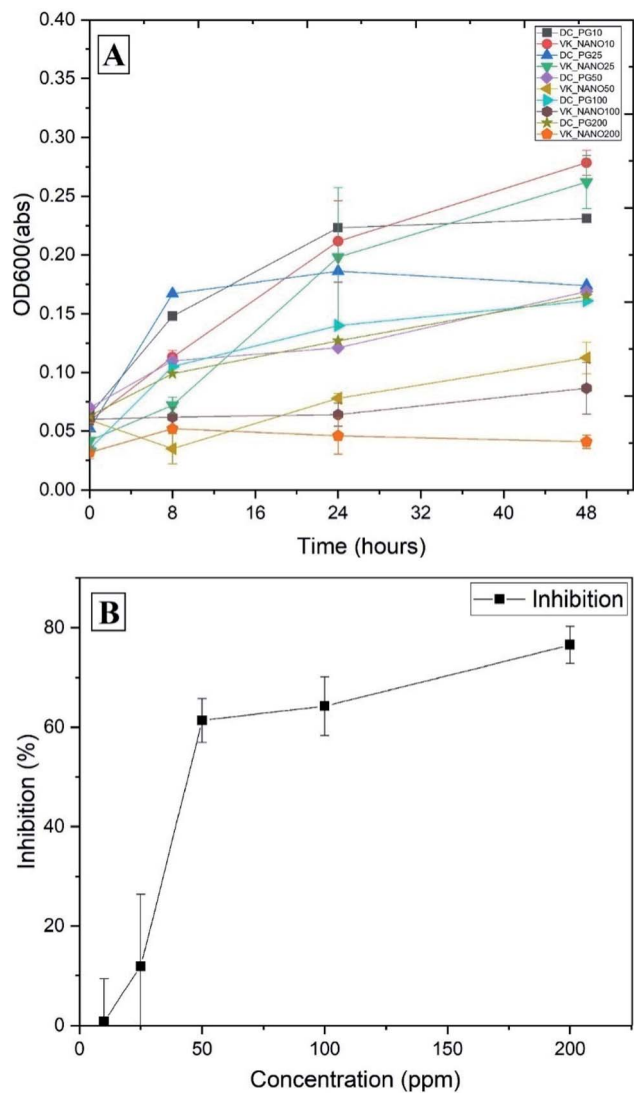 A
DC_PG10
VK_NANO10
DC_PG25
VK_NANO25
DC_PG50
VK_NANO50
DC_PG100
VK_NANO100
DC_PG200
VK_NANO200
0.40
0.35
0.30
0.25
0.20
0.15
0.10
0.05
0.00
OD600(abs)
0 8 16 24 32 40 48
Time (hours)
B
Inhibition
80
60
40
20
0
Inhibition (%)
0 50 100 150 200
Concentration (ppm)